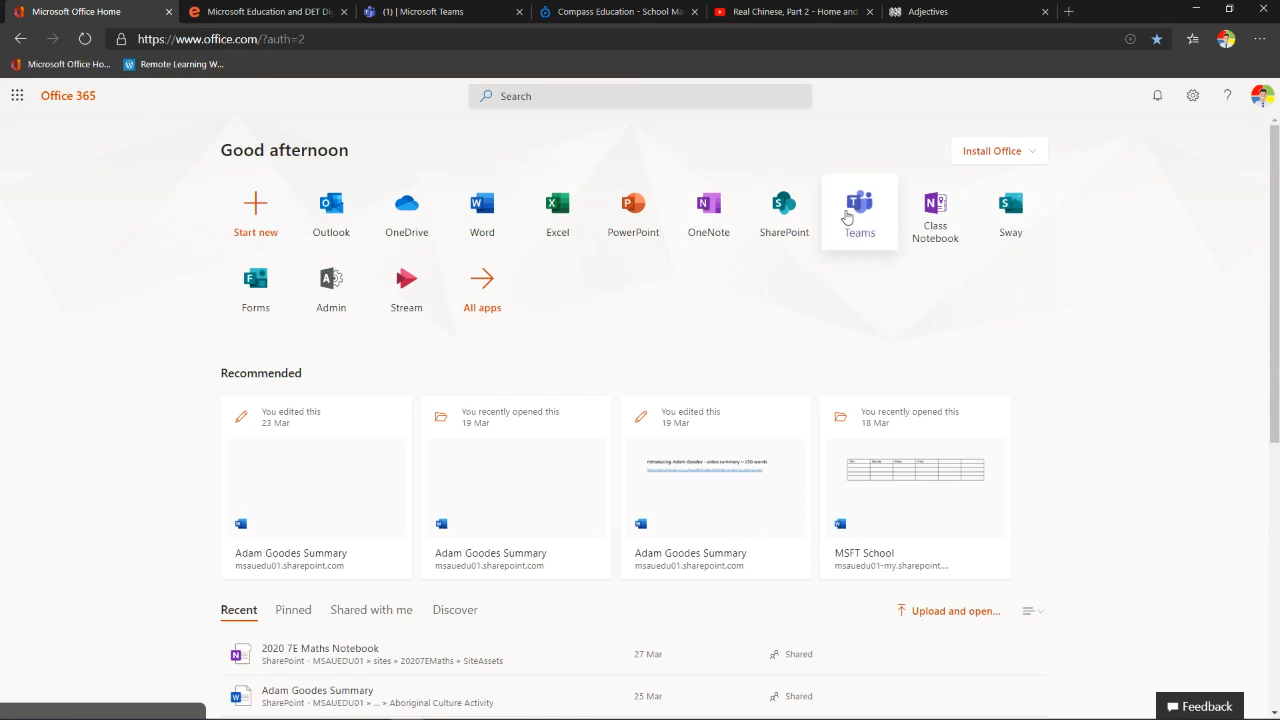 Microsoft Office Home
Microsoft Education and DET Di
(1) | Microsoft Teams
Compass Education - School Ma
Real Chinese, Part 2 - Home and
Adjectives
https://www.office.com/?auth=2
Microsoft Office Ho...
Remote Learning W...
Office 365
Search
Good afternoon
Install Office
Start new
Outlook
OneDrive
Word
Excel
PowerPoint
OneNote
SharePoint
Teams
Class
Notebook
Sway
Forms
Admin
Stream
All apps
Recommended
You edited this
23 Mar
Adam Goodes Summary
msauedu01.sharepoint.com
You recently opened this
19 Mar
Adam Goodes Summary
msauedu01.sharepoint.com
You edited this
19 Mar
Introducing Adam Goodes - video summary = 150 words
Adam Goodes Summary
msauedu01.sharepoint.com
You recently opened this
18 Mar
MSFT School
msauedu01-my.sharepoint....
Recent
Pinned
Shared with me
Discover
Upload and open...
2020 7E Maths Notebook
SharePoint - MSAUEDU01 » sites » 20207EMaths » SiteAssets
27 Mar
Shared
Adam Goodes Summary
SharePoint - MSAUEDU01 » ... » Aboriginal Culture Activity
25 Mar
Shared
Feedback